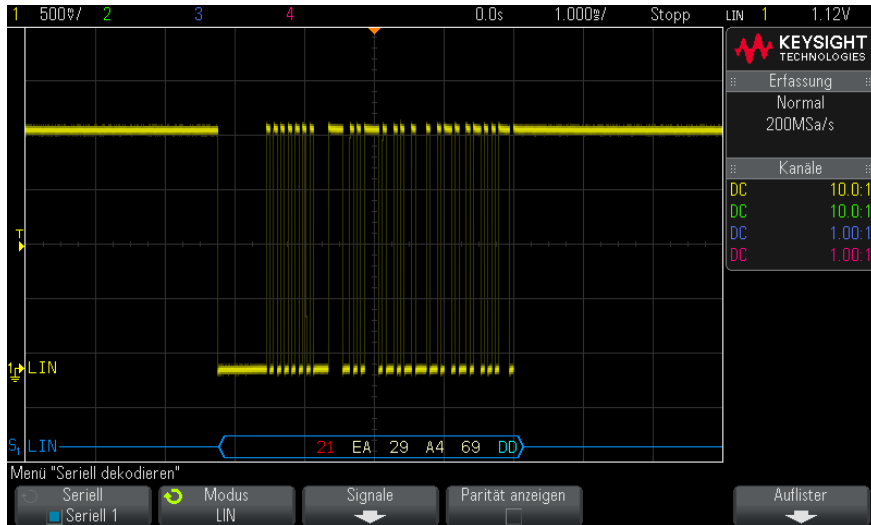 1 500V/ 2 3 4 0.0s 1.000s/ Stopp LIN 1 1.12V
KEYSIGHT
TECHNOLOGIES
Erfassung
Normal
200MSa/s
Kanäle
DC 10.0:1
DC 10.0:1
DC 1.00:1
DC 1.00:1
T
1 LIN
S1 LIN 21 EA 29 A4 69 DD
Menü "Seriell dekodieren"
Seriell
Seriell 1
Modus
LIN
Signale
Parität anzeigen
Auflister